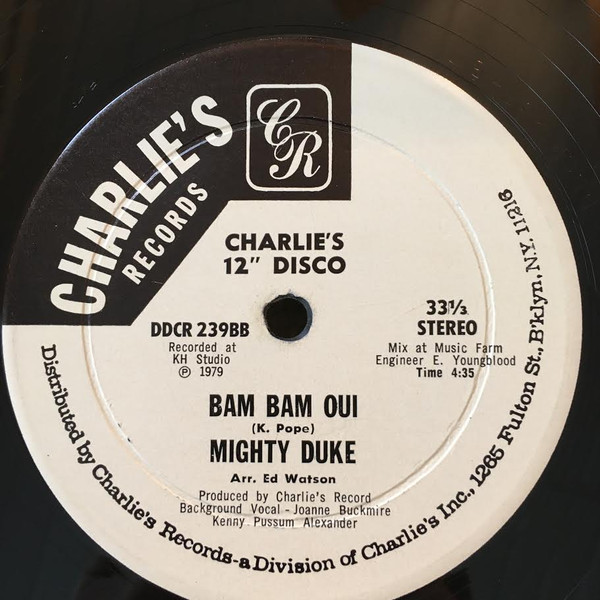 CHARLIE'S
RECORDS
CR
CHARLIE'S
12" DISCO
DDCR 239BB
Recorded at
KH Studio
℗ 1979
33⅓
STEREO
Mix at Music Farm
Engineer E. Youngblood
Time 4:35
BAM BAM OUI
(K. Pope)
MIGHTY DUKE
Arr. Ed Watson
Produced by Charlie's Record
Background Vocal - Joanne Buckmire
Kenny Pussum Alexander
Distributed by Charlie's Records-a Division of Charlie's Inc., 1265 Fulton St., B'klyn, N.Y. 11216